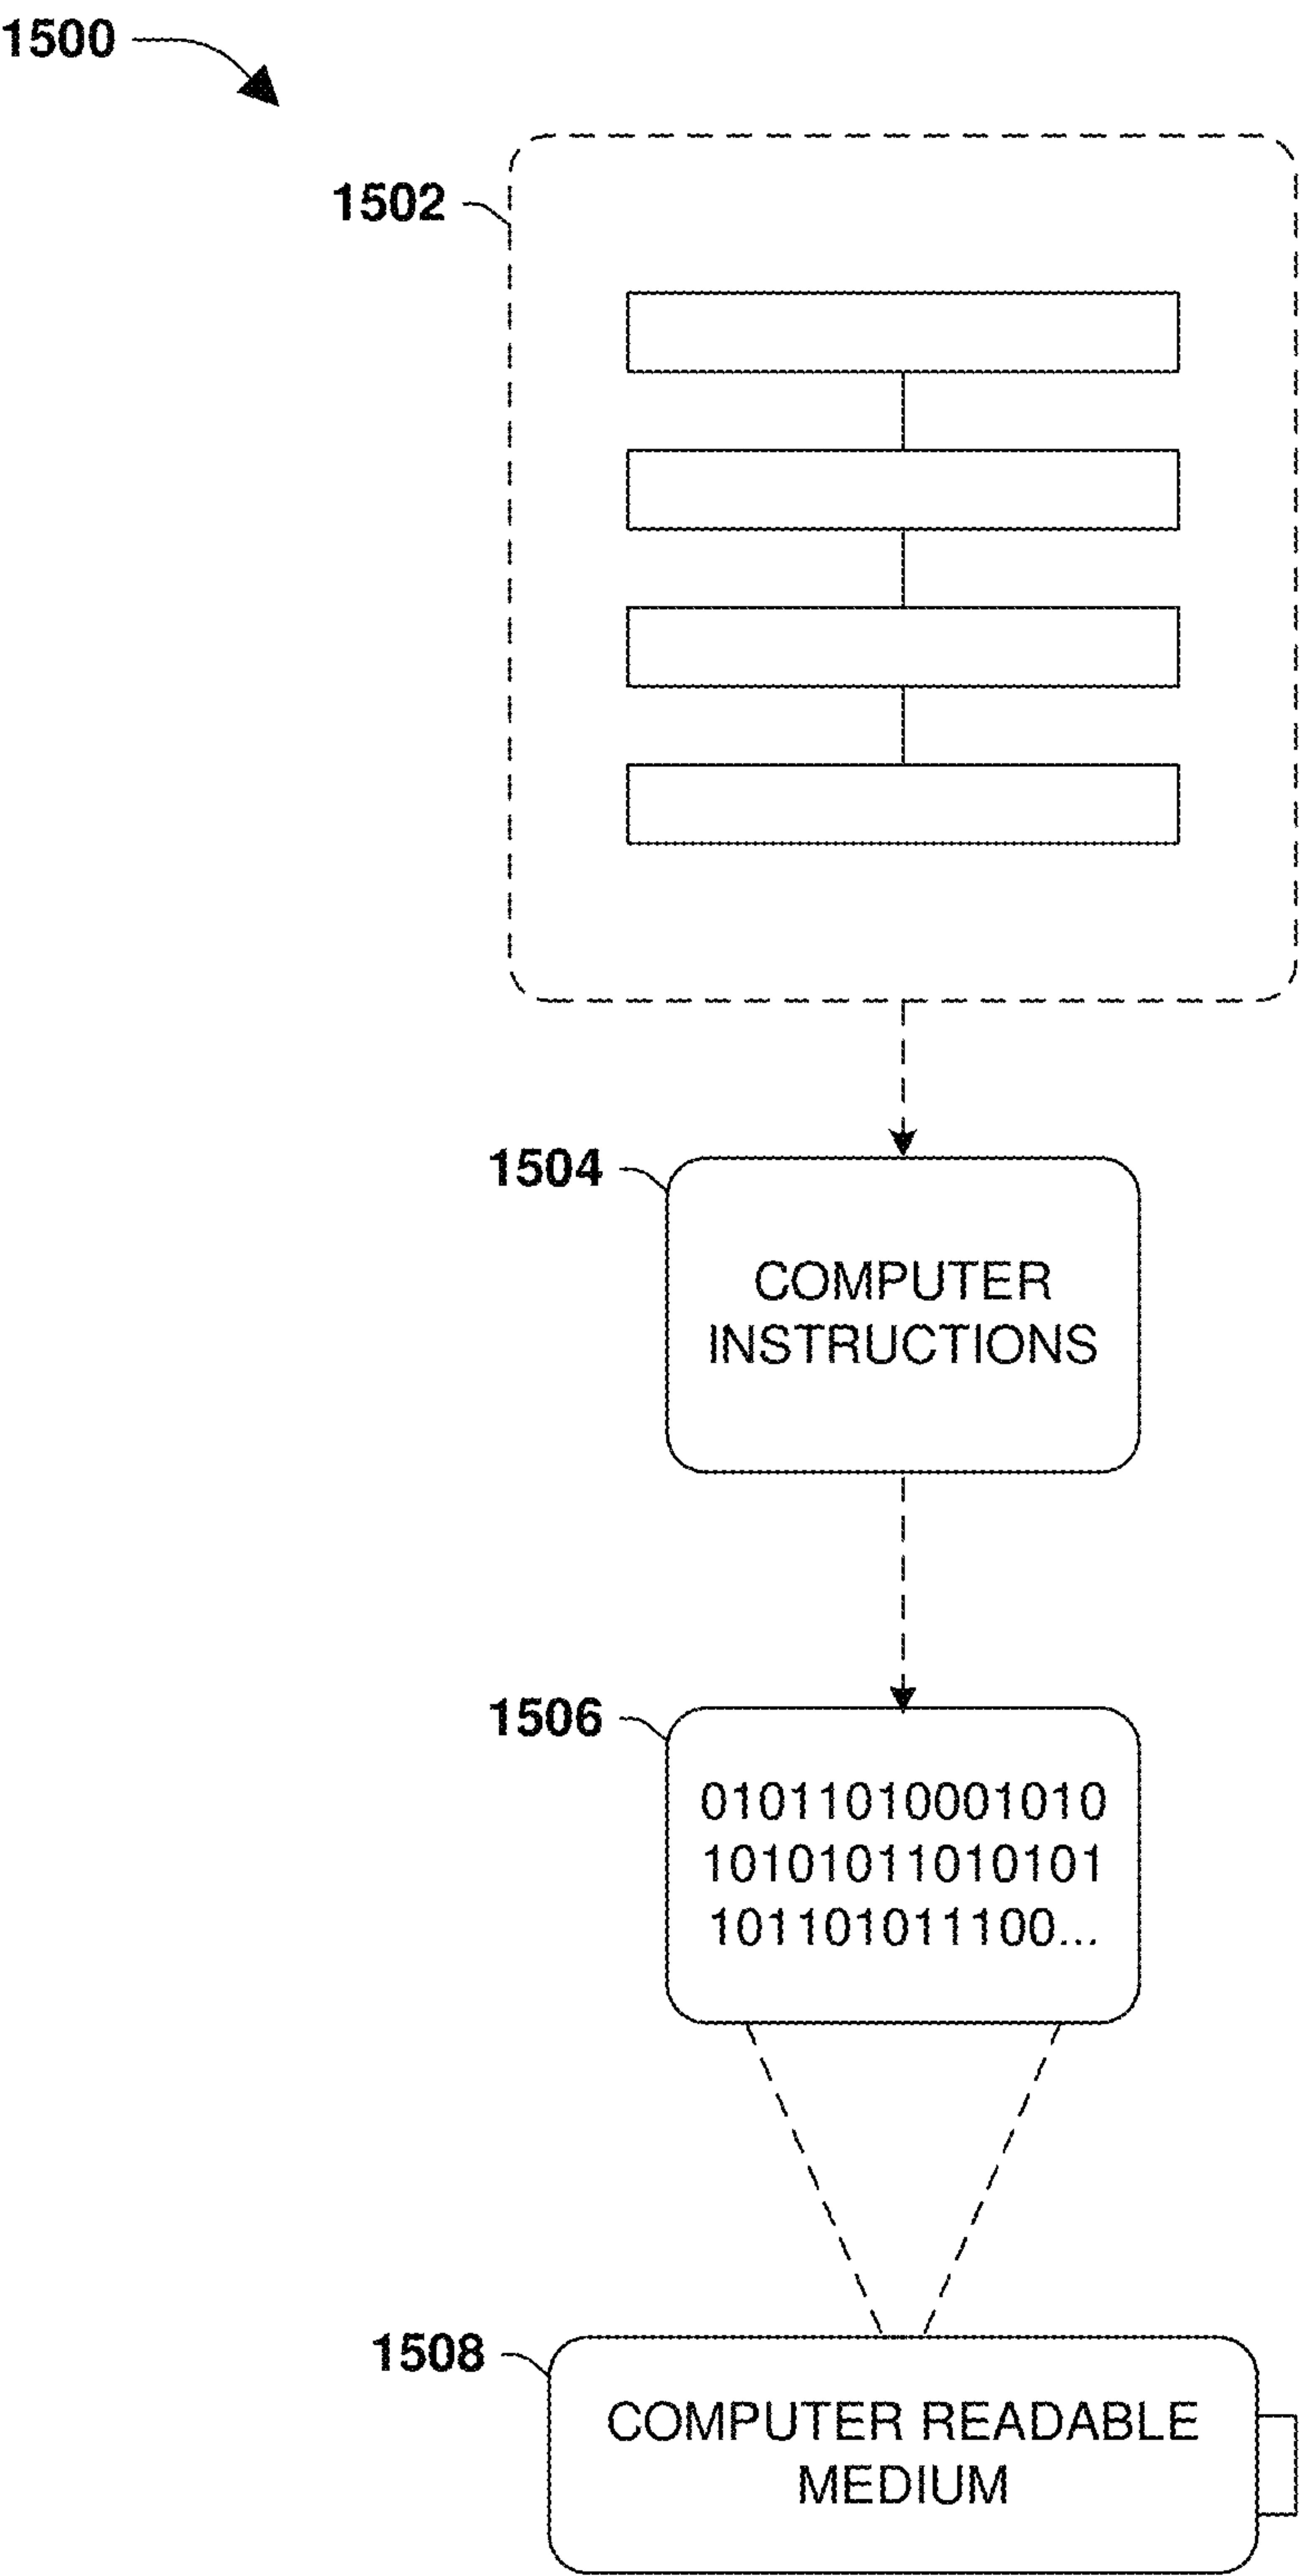 1500
1502
1504
COMPUTER
INSTRUCTIONS
1506
01011010001010
10101011010101
101101011100...
1508
COMPUTER READABLE
MEDIUM